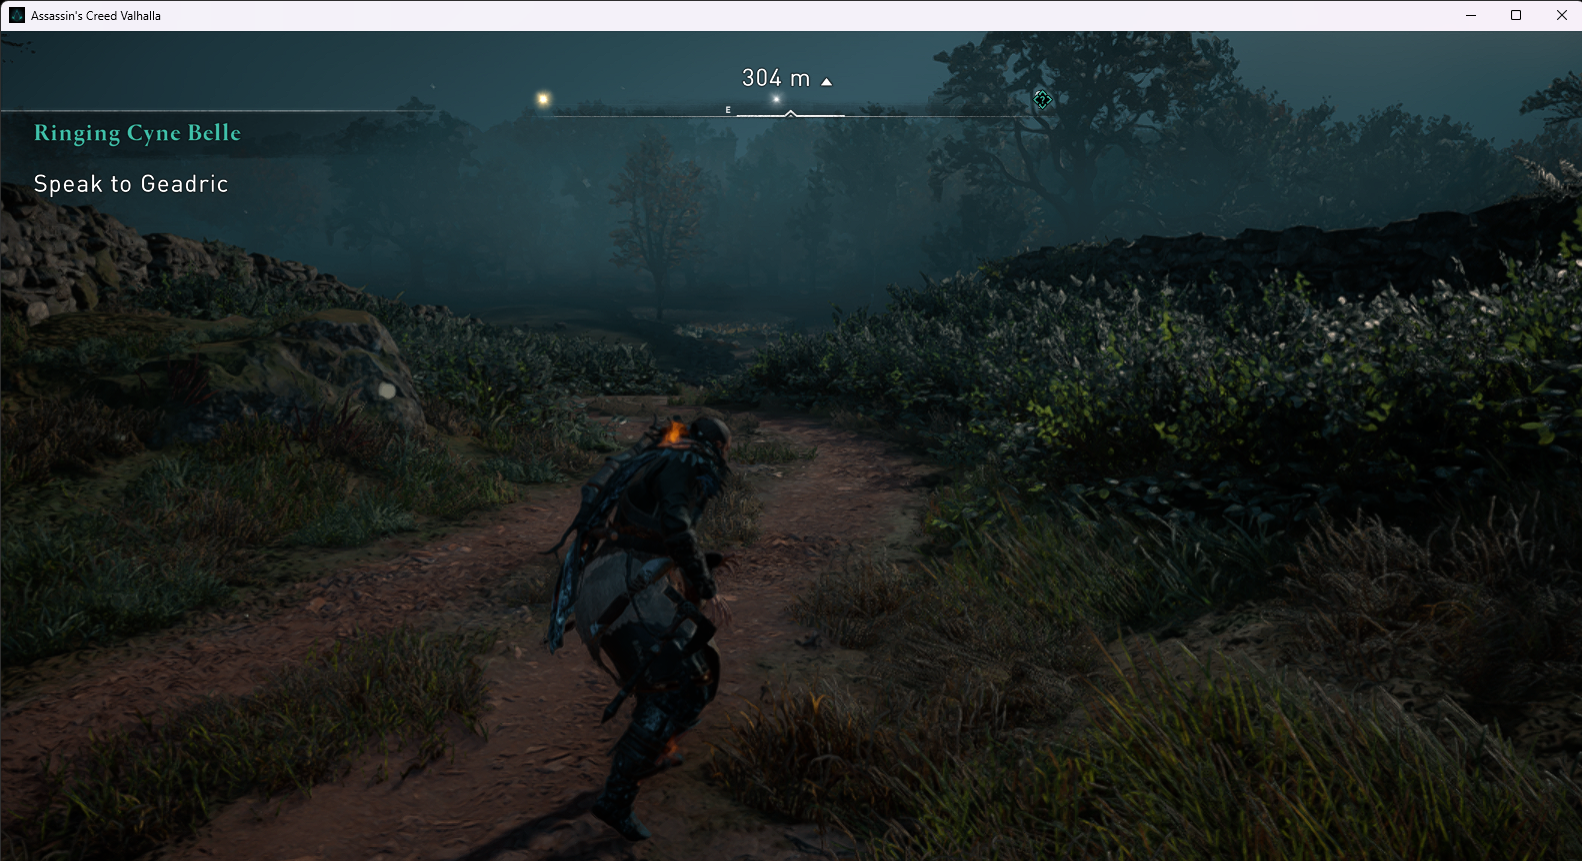 Assassin's Creed Valhalla
304 m
E
Ringing Cyne Belle
Speak to Geadric